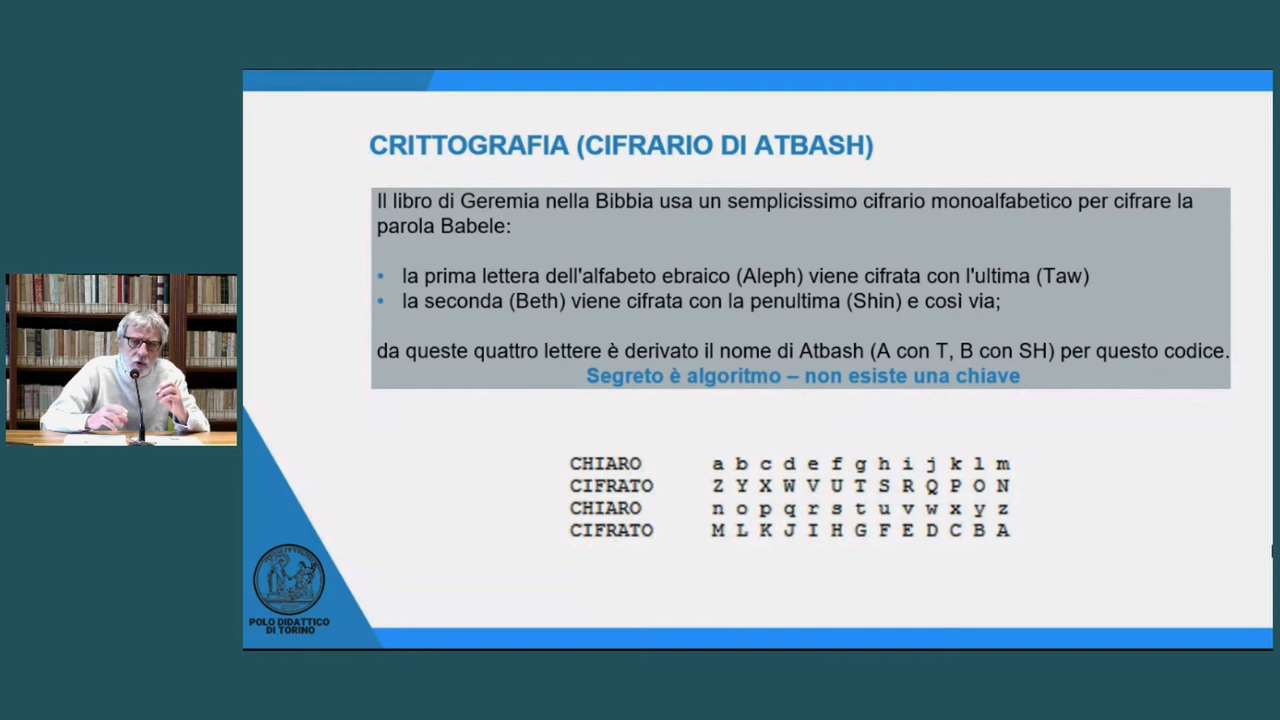 CRITTOGRAFIA (CIFRARIO DI ATBASH)
Il libro di Geremia nella Bibbia usa un semplicissimo cifrario monoalfabetico per cifrare la
parola Babele:
• la prima lettera dell'alfabeto ebraico (Aleph) viene cifrata con l'ultima (Taw)
• la seconda (Beth) viene cifrata con la penultima (Shin) e così via;
da queste quattro lettere è derivato il nome di Atbash (A con T, B con SH) per questo codice.
Segreto è algoritmo – non esiste una chiave
CHIARO a b c d e f g h i j k l m
CIFRATO Z Y X W V U T S R Q P O N
CHIARO n o p q r s t u v w x y z
CIFRATO M L K J I H G F E D C B A
POLO DIDATTICO
DI TORINO